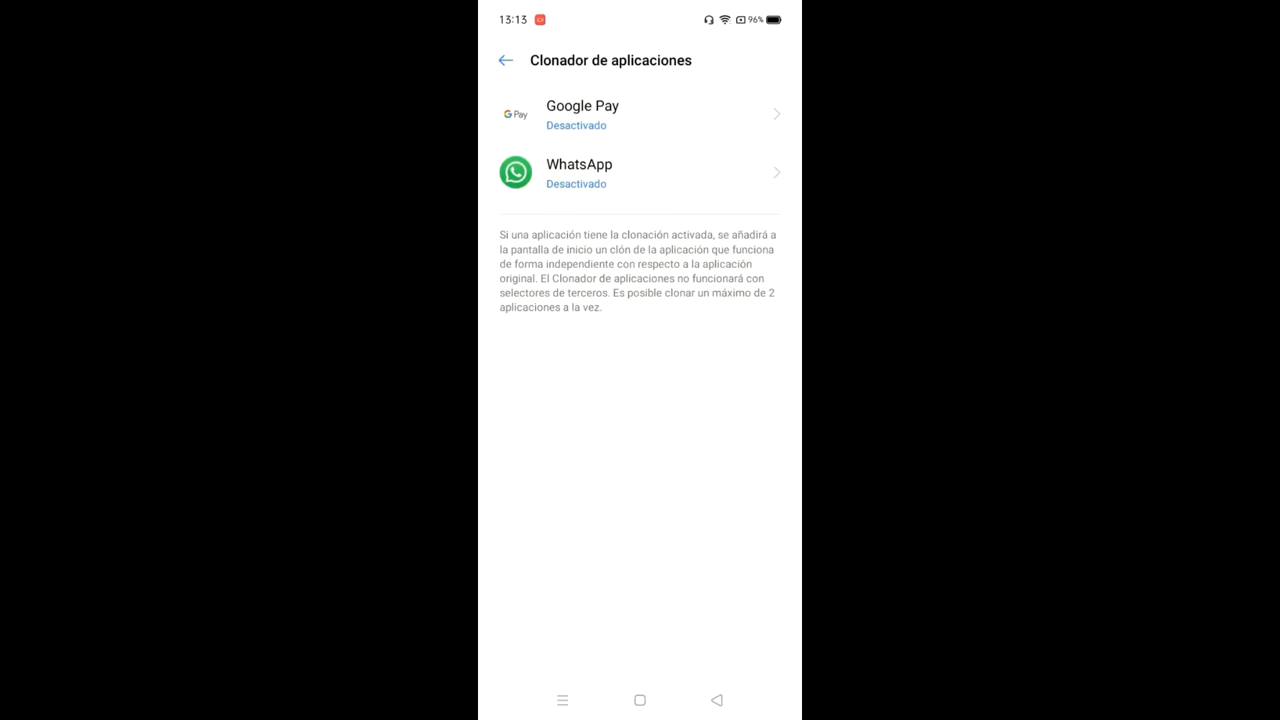 13:13
96%
Clonador de aplicaciones
G Pay
Google Pay
Desactivado
WhatsApp
Desactivado
Si una aplicación tiene la clonación activada, se añadirá a
la pantalla de inicio un clón de la aplicación que funciona
de forma independiente con respecto a la aplicación
original. El Clonador de aplicaciones no funcionará con
selectores de terceros. Es posible clonar un máximo de 2
aplicaciones a la vez.